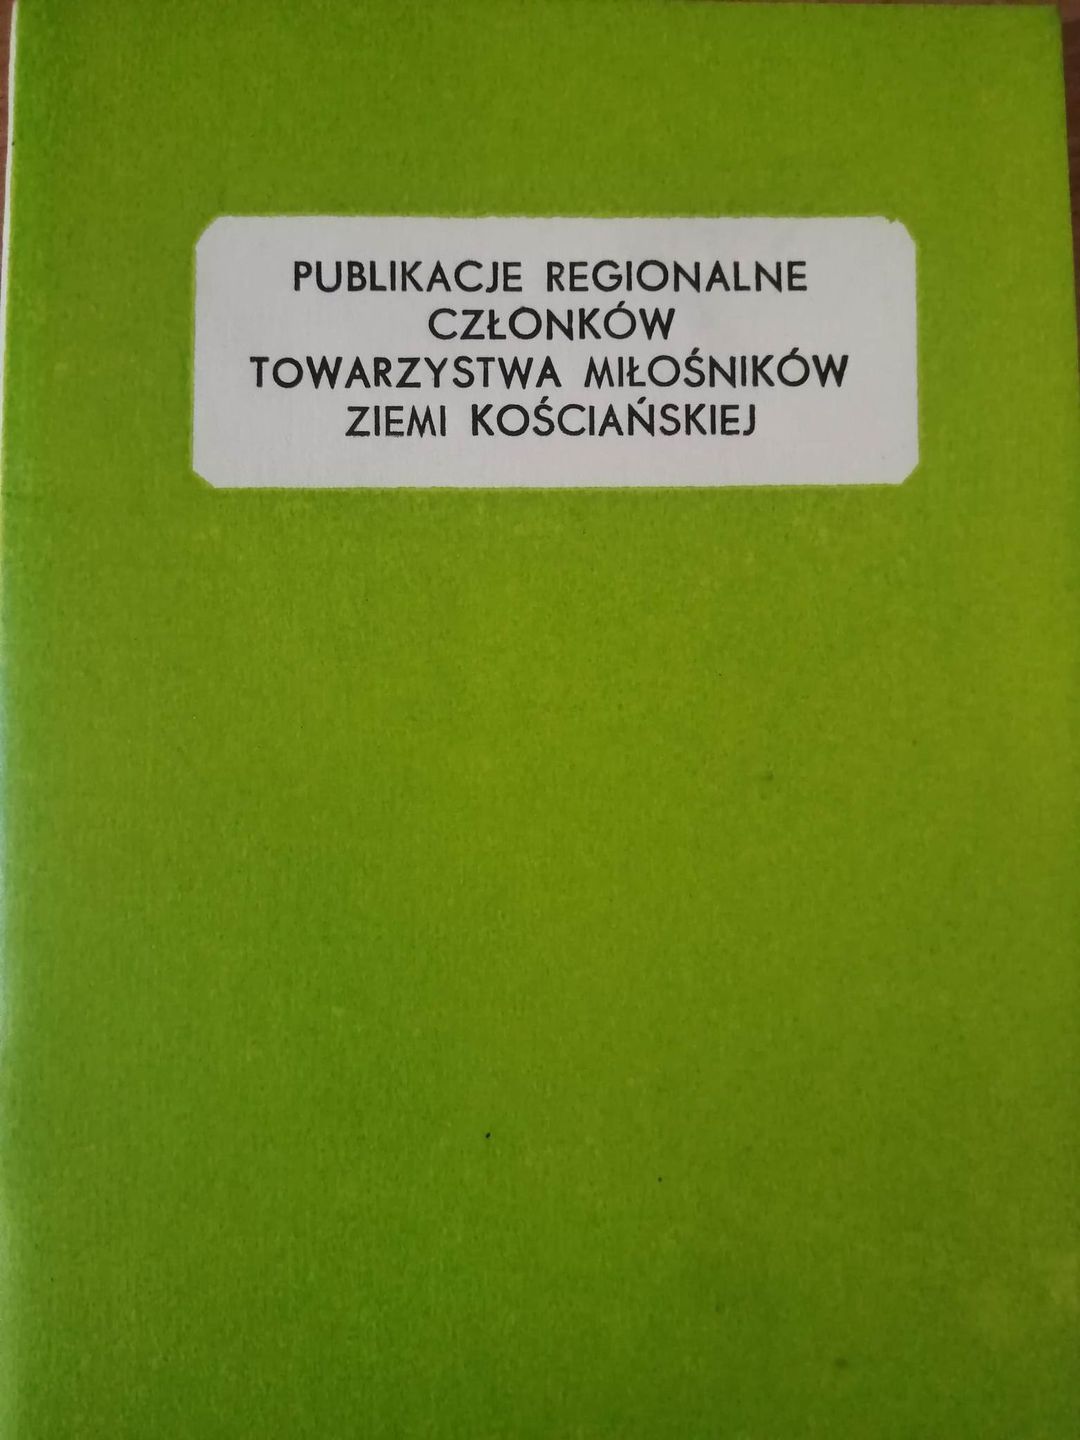 PUBLIKACJE REGIONALNE
CZŁONKÓW
TOWARZYSTWA MIŁOŚNIKÓW
ZIEMI KOŚCIAŃSKIEJ